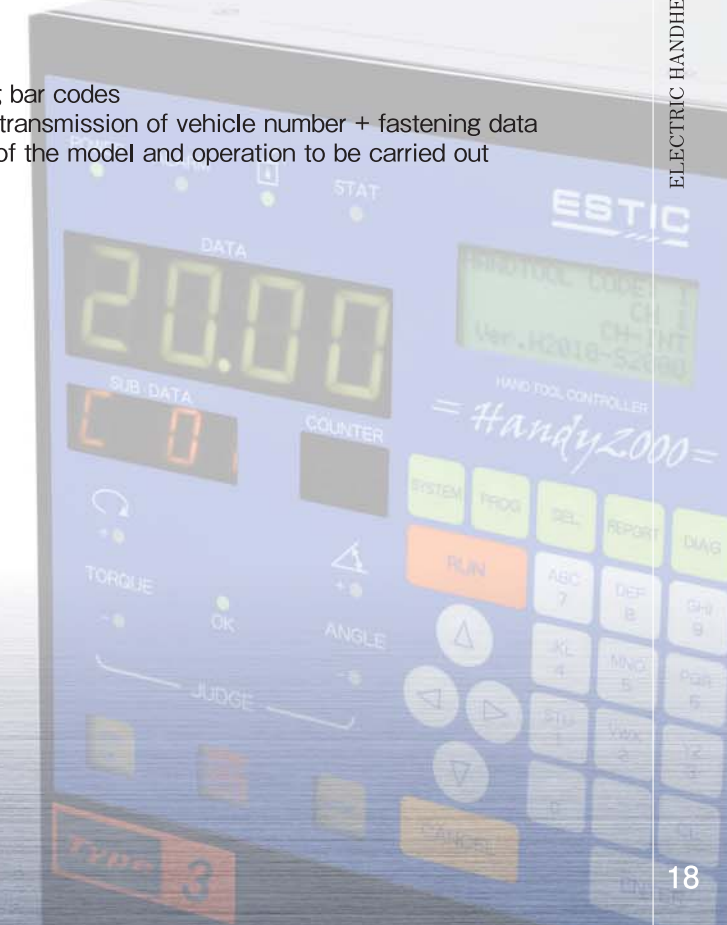 g bar codes
transmission of vehicle number + fastening data
of the model and operation to be carried out
ELECTRIC HANDHE
STAT
ESTIC
DATA
20.00
HANDTOOL CODE:
CH
CH-INT
Ver.H2018-S2000
SUB DATA
COUNTER
HAND TOOL CONTROLLER
Handy2000
SYSTEM PROG SEL REPORT DIAG
RUN
ABC 7 DEF 8 GHI 9
TORQUE
OK
ANGLE
JKL 4 MNO 5 PQR 6
JUDGE
STU 1 VWX 2 YZ 3
CANCEL
TYPE 3
18